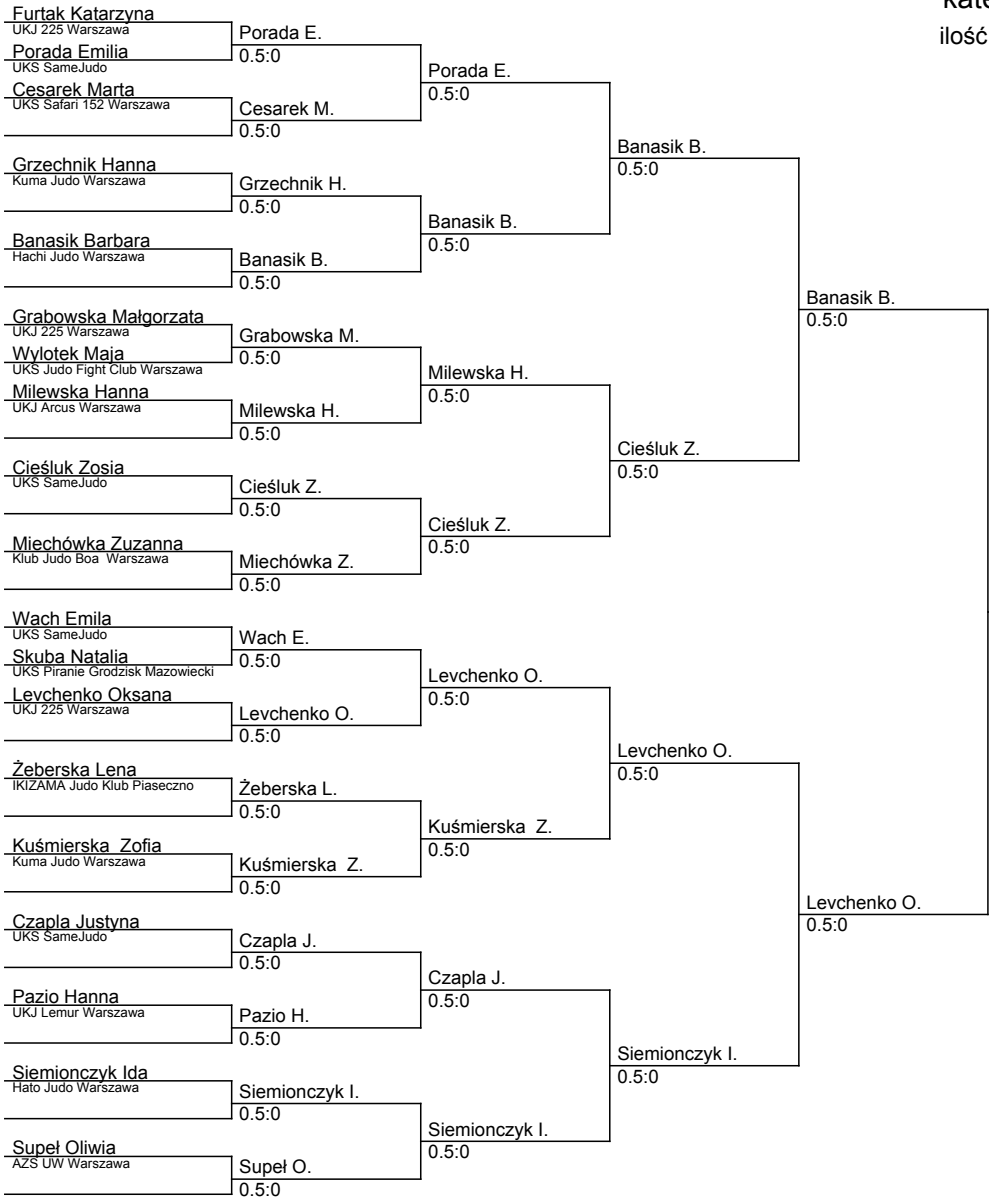 kate
ilość
Furtak Katarzyna
UKJ 225 Warszawa
Porada Emilia
UKS SameJudo
Cesarek Marta
UKS Safari 152 Warszawa
Grzechnik Hanna
Kuma Judo Warszawa
Banasik Barbara
Hachi Judo Warszawa
Grabowska Małgorzata
UKJ 225 Warszawa
Wylotek Maja
UKS Judo Fight Club Warszawa
Milewska Hanna
UKJ Arcus Warszawa
Cieśluk Zosia
UKS SameJudo
Miechówka Zuzanna
Klub Judo Boa Warszawa
Wach Emila
UKS SameJudo
Skuba Natalia
UKS Piranie Grodzisk Mazowiecki
Levchenko Oksana
UKJ 225 Warszawa
Żeberska Lena
IKIZAMA Judo Klub Piaseczno
Kuśmierska Zofia
Kuma Judo Warszawa
Czapla Justyna
UKS SameJudo
Pazio Hanna
UKJ Lemur Warszawa
Siemionczyk Ida
Hato Judo Warszawa
Supeł Oliwia
AZS UW Warszawa
Porada E.
0.5:0
Cesarek M.
0.5:0
Grzechnik H.
0.5:0
Banasik B.
0.5:0
Grabowska M.
0.5:0
Milewska H.
0.5:0
Cieśluk Z.
0.5:0
Miechówka Z.
0.5:0
Wach E.
0.5:0
Levchenko O.
0.5:0
Żeberska L.
0.5:0
Kuśmierska Z.
0.5:0
Czapla J.
0.5:0
Pazio H.
0.5:0
Siemionczyk I.
0.5:0
Supeł O.
0.5:0
Porada E.
0.5:0
Banasik B.
0.5:0
Milewska H.
0.5:0
Cieśluk Z.
0.5:0
Levchenko O.
0.5:0
Kuśmierska Z.
0.5:0
Czapla J.
0.5:0
Siemionczyk I.
0.5:0
Banasik B.
0.5:0
Cieśluk Z.
0.5:0
Levchenko O.
0.5:0
Siemionczyk I.
0.5:0
Banasik B.
0.5:0
Levchenko O.
0.5:0